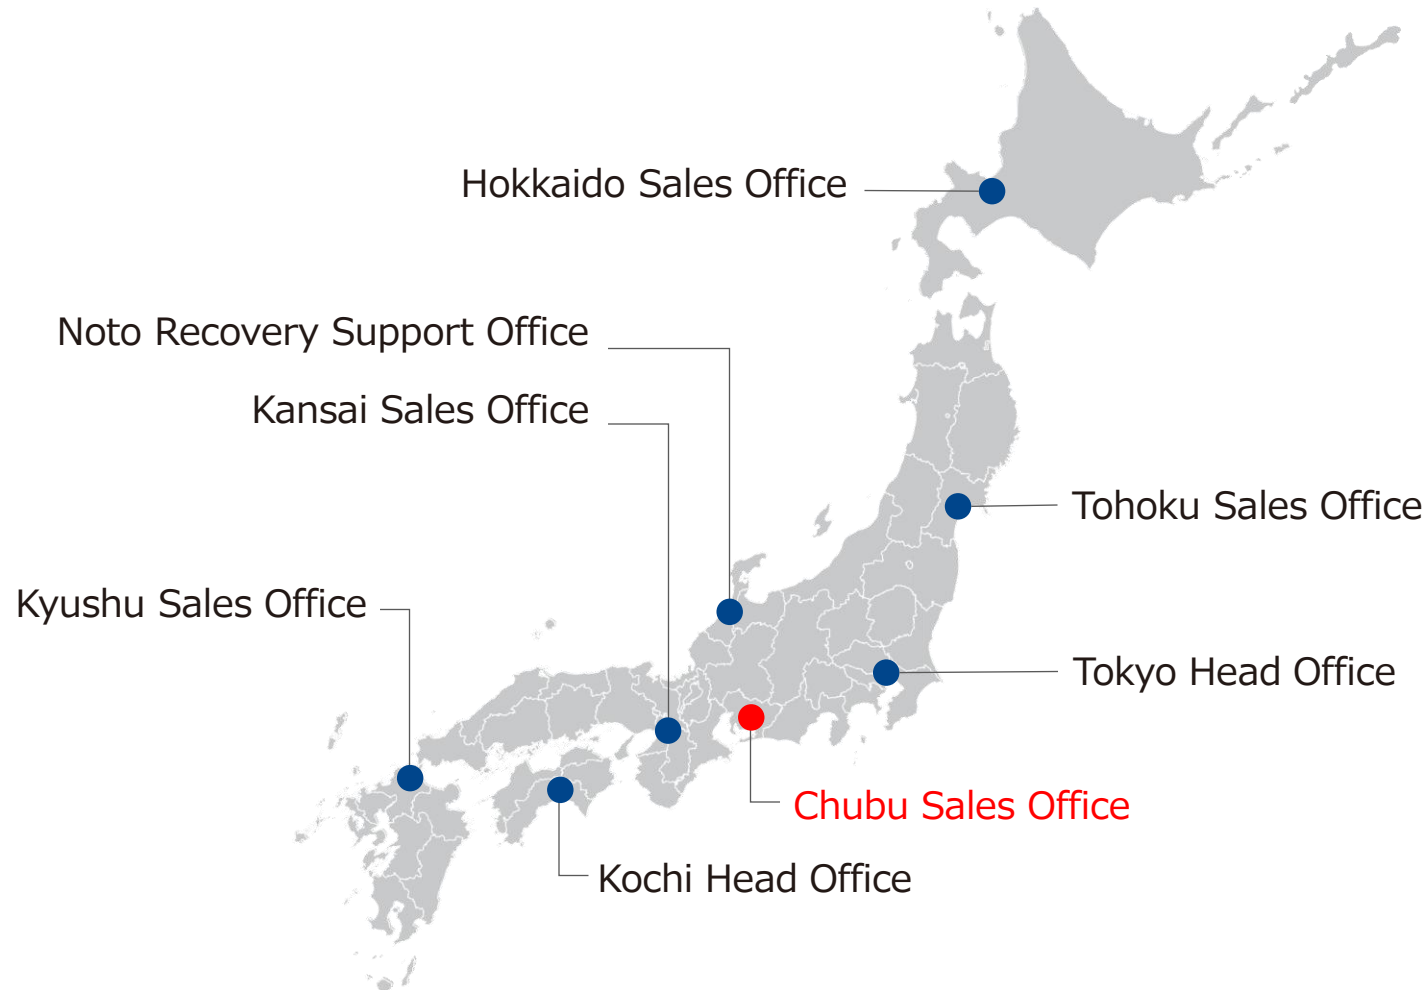 Hokkaido Sales Office
Noto Recovery Support Office
Kansai Sales Office
Tohoku Sales Office
Kyushu Sales Office
Tokyo Head Office
Chubu Sales Office
Kochi Head Office